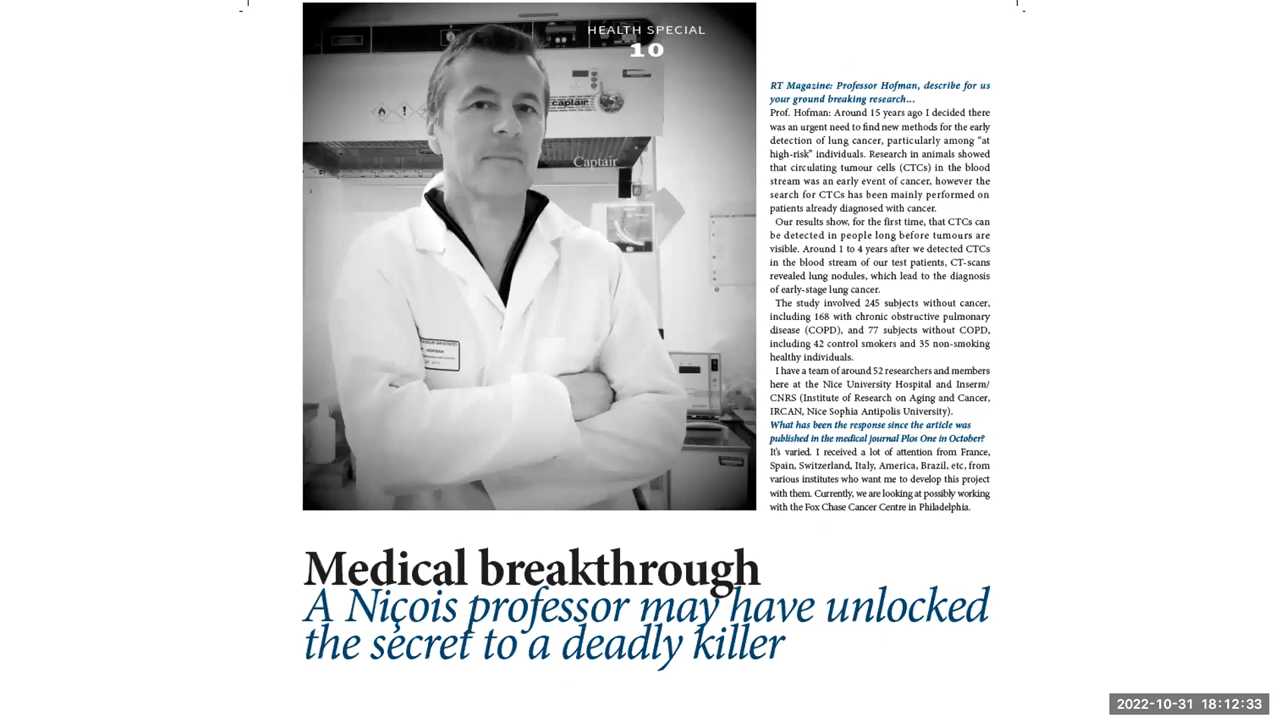 HEALTH SPECIAL
10
captair
Captair
HOFMAN
RT Magazine: Professor Hofman, describe for us
your ground breaking research...
Prof. Hofman: Around 15 years ago I decided there
was an urgent need to find new methods for the early
detection of lung cancer, particularly among “at
high-risk” individuals. Research in animals showed
that circulating tumour cells (CTCs) in the blood
stream was an early event of cancer, however the
search for CTCs has been mainly performed on
patients already diagnosed with cancer.
Our results show, for the first time, that CTCs can
be detected in people long before tumours are
visible. Around 1 to 4 years after we detected CTCs
in the blood stream of our test patients, CT-scans
revealed lung nodules, which lead to the diagnosis
of early-stage lung cancer.
The study involved 245 subjects without cancer,
including 168 with chronic obstructive pulmonary
disease (COPD), and 77 subjects without COPD,
including 42 control smokers and 35 non-smoking
healthy individuals.
I have a team of around 52 researchers and members
here at the Nice University Hospital and Inserm/
CNRS (Institute of Research on Aging and Cancer,
IRCAN, Nice Sophia Antipolis University).
What has been the response since the article was
published in the medical journal Plos One in October?
It's varied. I received a lot of attention from France,
Spain, Switzerland, Italy, America, Brazil, etc, from
various institutes who want me to develop this project
with them. Currently, we are looking at possibly working
with the Fox Chase Cancer Centre in Philadelphia.
Medical breakthrough
A Niçois professor may have unlocked
the secret to a deadly killer
2022-10-31 18:12:33